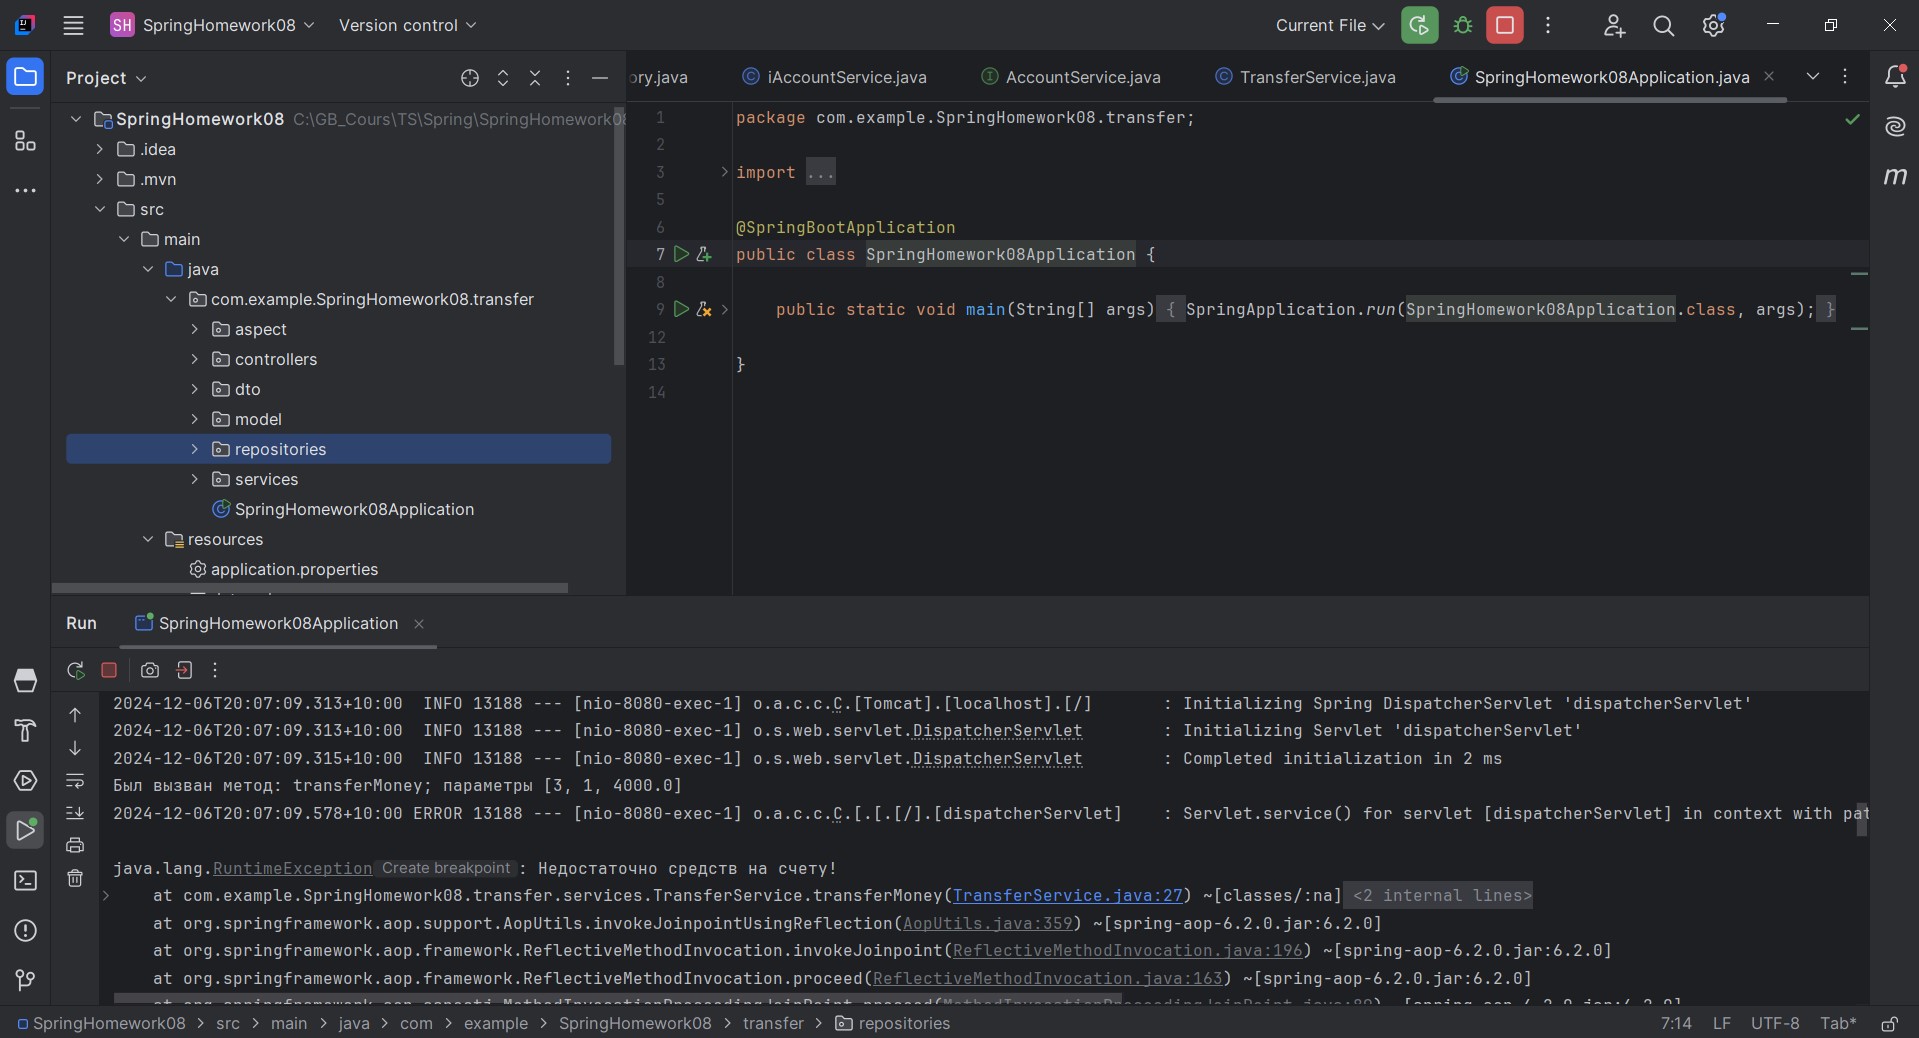 SH SpringHomework08 Version control Current File
Project
ry.java iAccountService.java AccountService.java TransferService.java SpringHomework08Application.java
SpringHomework08 C:\GB_Cours\TS\Spring\SpringHomework08
.idea
.mvn
src
main
java
com.example.SpringHomework08.transfer
aspect
controllers
dto
model
repositories
services
SpringHomework08Application
resources
application.properties
1 package com.example.SpringHomework08.transfer;
2
3 import ...
5
6 @SpringBootApplication
7 public class SpringHomework08Application {
8
9 public static void main(String[] args) { SpringApplication.run(SpringHomework08Application.class, args); }
12
13 }
14
m
Run SpringHomework08Application
2024-12-06T20:07:09.313+10:00 INFO 13188 --- [nio-8080-exec-1] o.a.c.c.C.[Tomcat].[localhost].[/] : Initializing Spring DispatcherServlet 'dispatcherServlet'
2024-12-06T20:07:09.313+10:00 INFO 13188 --- [nio-8080-exec-1] o.s.web.servlet.DispatcherServlet : Initializing Servlet 'dispatcherServlet'
2024-12-06T20:07:09.315+10:00 INFO 13188 --- [nio-8080-exec-1] o.s.web.servlet.DispatcherServlet : Completed initialization in 2 ms
Был вызван метод: transferMoney; параметры [3, 1, 4000.0]
2024-12-06T20:07:09.578+10:00 ERROR 13188 --- [nio-8080-exec-1] o.a.c.c.C.[.[.[/].[dispatcherServlet] : Servlet.service() for servlet [dispatcherServlet] in context with pat
java.lang.RuntimeException Create breakpoint : Недостаточно средств на счету!
at com.example.SpringHomework08.transfer.services.TransferService.transferMoney(TransferService.java:27) ~[classes/:na] <2 internal lines>
at org.springframework.aop.support.AopUtils.invokeJoinpointUsingReflection(AopUtils.java:359) ~[spring-aop-6.2.0.jar:6.2.0]
at org.springframework.aop.framework.ReflectiveMethodInvocation.invokeJoinpoint(ReflectiveMethodInvocation.java:196) ~[spring-aop-6.2.0.jar:6.2.0]
at org.springframework.aop.framework.ReflectiveMethodInvocation.proceed(ReflectiveMethodInvocation.java:163) ~[spring-aop-6.2.0.jar:6.2.0]
SpringHomework08 > src > main > java > com > example > SpringHomework08 > transfer > repositories 7:14 LF UTF-8 Tab*